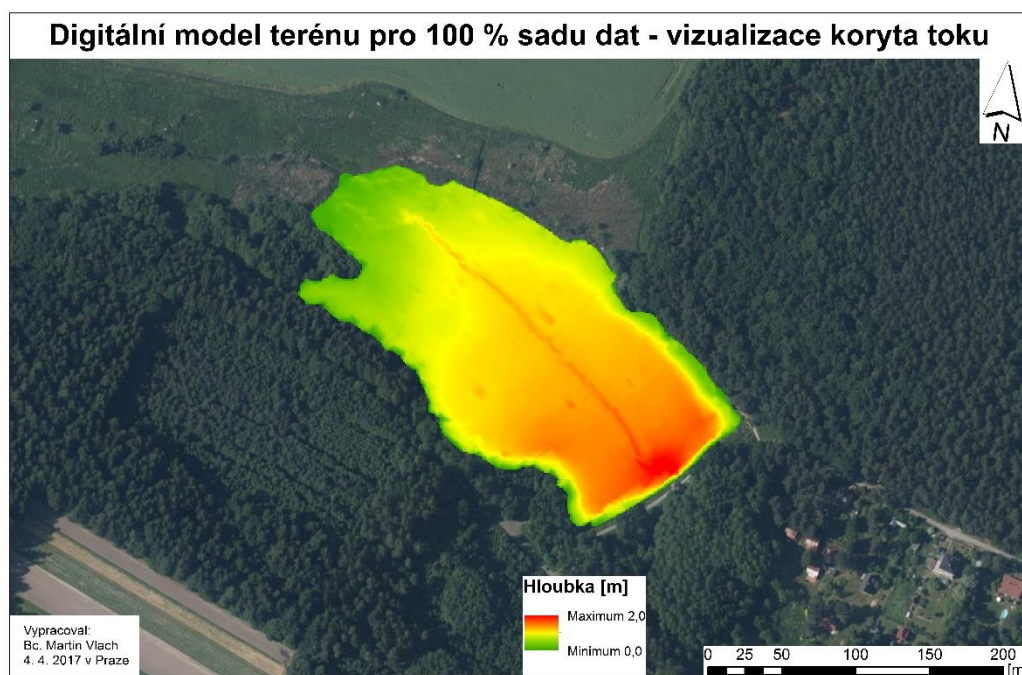 Digitální model terénu pro 100 % sadu dat - vizualizace koryta toku
N
Hloubka [m]
Maximum 2,0
Minimum 0,0
Vypracoval:
Bc. Martin Vlach
4. 4. 2017 v Praze
0 25 50 100 150 200